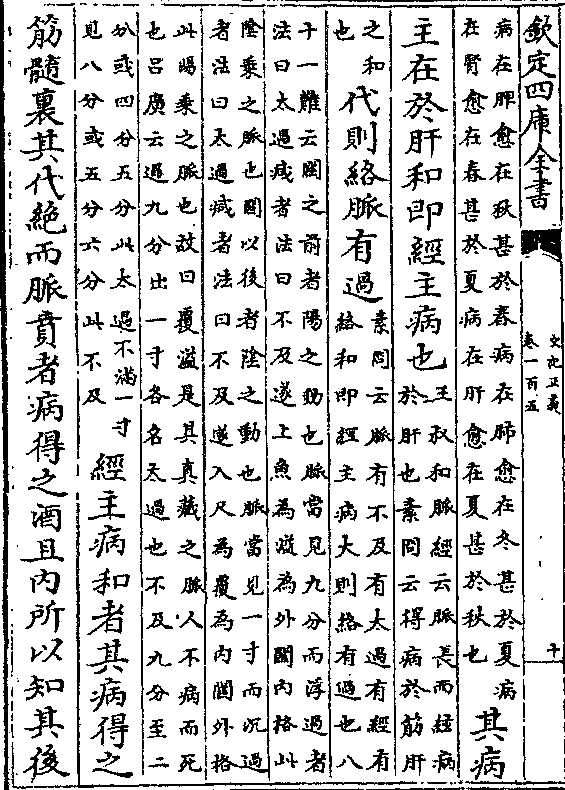 欽定四庫全書
史記正義
卷一百五
十
病在脾愈在秋甚於春病在肺愈在冬甚於夏病
在腎愈在春甚於夏病在肝愈在夏甚於秋也
其病
主在於肝和即經主病也
王叔和脈經云脈長而經病
於肝也素問云得病於筋肝
之和
也
代則絡脈有過
素問云脈有不及有太過有經有
絡和即經主病大則絡有過也八
十一難云關之前者陽之動也脈當見九分而浮過者
法曰太過減者法曰不及遂上魚為溢為外關內格此
陰乘之脈也關以後者陰之動也脈當見一寸而沉過
者法曰太過減者法曰不及遂入尺為覆為內關外格
此陽乘之脈也故曰覆溢是其真藏之脈人不病而死
也呂廣云過九分出一寸各名太過也不及九分至二
分或四分五分此太過不滿一寸
見八分或五分六分此不及
經主病和者其病得之
筋髓裏其代絕而脈賁者病得之酒且內所以知其後